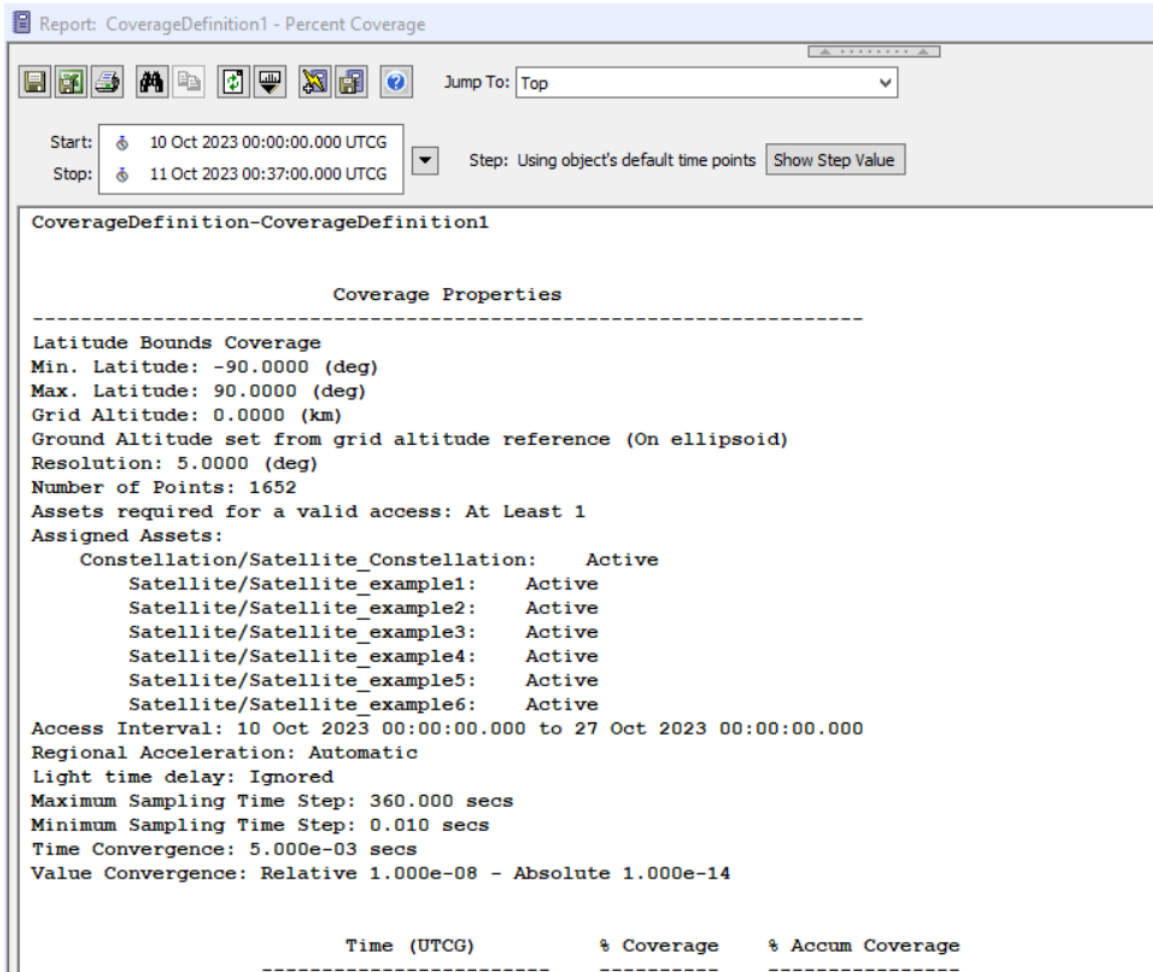 Report: CoverageDefinition1 - Percent Coverage
Jump To: Top
Start: 10 Oct 2023 00:00:00.000 UTCG
Stop: 11 Oct 2023 00:37:00.000 UTCG
Step: Using object's default time points Show Step Value
CoverageDefinition-CoverageDefinition1
Coverage Properties
---------------------------------------------------------------------
Latitude Bounds Coverage
Min. Latitude: -90.0000 (deg)
Max. Latitude: 90.0000 (deg)
Grid Altitude: 0.0000 (km)
Ground Altitude set from grid altitude reference (On ellipsoid)
Resolution: 5.0000 (deg)
Number of Points: 1652
Assets required for a valid access: At Least 1
Assigned Assets:
Constellation/Satellite_Constellation: Active
Satellite/Satellite_example1: Active
Satellite/Satellite_example2: Active
Satellite/Satellite_example3: Active
Satellite/Satellite_example4: Active
Satellite/Satellite_example5: Active
Satellite/Satellite_example6: Active
Access Interval: 10 Oct 2023 00:00:00.000 to 27 Oct 2023 00:00:00.000
Regional Acceleration: Automatic
Light time delay: Ignored
Maximum Sampling Time Step: 360.000 secs
Minimum Sampling Time Step: 0.010 secs
Time Convergence: 5.000e-03 secs
Value Convergence: Relative 1.000e-08 - Absolute 1.000e-14
Time (UTCG) % Coverage % Accum Coverage
------------------------ ---------- ----------------